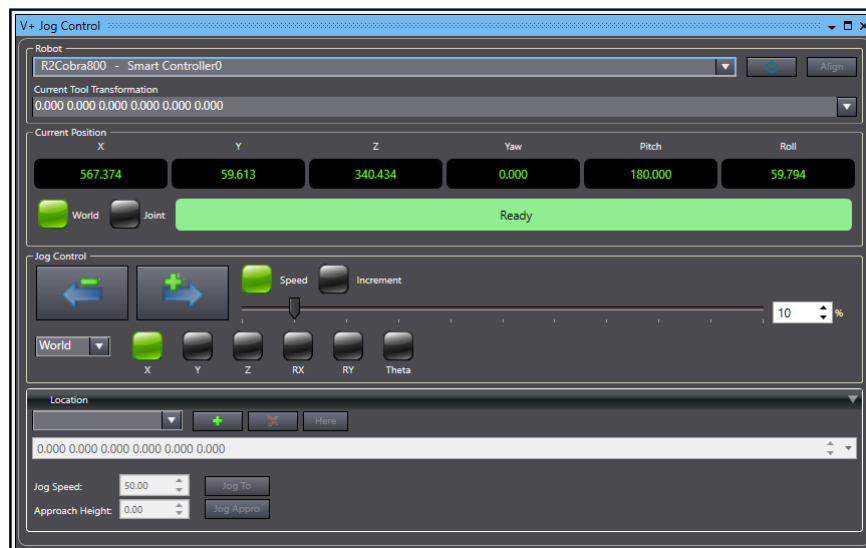 V+ Jog Control
Robot
R2Cobra800 - Smart Controller0
Align
Current Tool Transformation
0.000 0.000 0.000 0.000 0.000 0.000
Current Position
X Y Z Yaw Pitch Roll
567.374 59.613 340.434 0.000 180.000 59.794
World Joint Ready
Jog Control
Speed Increment
10 %
World
X Y Z RX RY Theta
Location
Here
0.000 0.000 0.000 0.000 0.000 0.000
Jog Speed: 50.00 Jog To
Approach Height: 0.00 Jog Appro